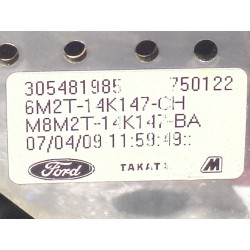 305481985 750122
6M2T-14K147-CH
M8M2T-14K147-BA
07/04/09 11:59:49::
Ford TAKATA M